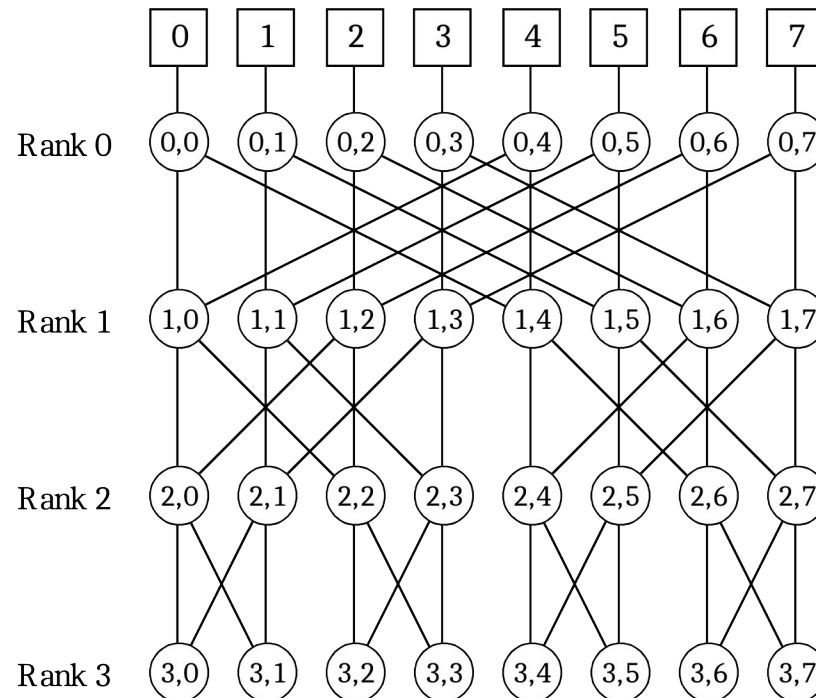 0 1 2 3 4 5 6 7
Rank 0 0,0 0,1 0,2 0,3 0,4 0,5 0,6 0,7
Rank 1 1,0 1,1 1,2 1,3 1,4 1,5 1,6 1,7
Rank 2 2,0 2,1 2,2 2,3 2,4 2,5 2,6 2,7
Rank 3 3,0 3,1 3,2 3,3 3,4 3,5 3,6 3,7